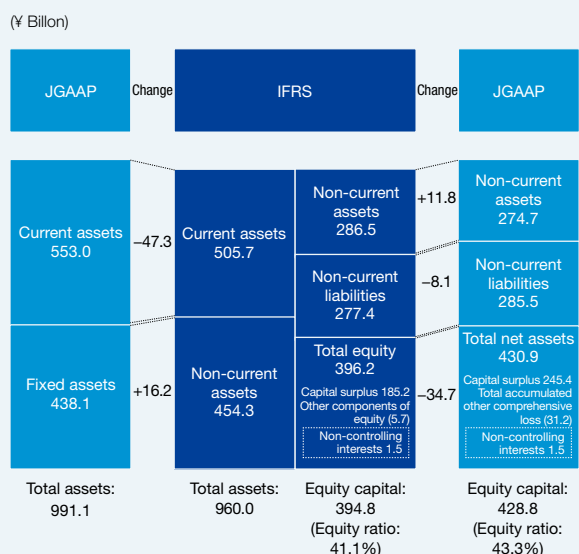 (¥ Billon)
JGAAP
Change
IFRS
Change
JGAAP
Current assets
553.0
–47.3
Current assets
505.7
Non-current
assets
286.5
+11.8
Non-current
assets
274.7
Non-current
liabilities
277.4
–8.1
Non-current
liabilities
285.5
Fixed assets
438.1
+16.2
Non-current
assets
454.3
Total equity
396.2
Capital surplus 185.2
Other components of
equity (5.7)
Non-controlling
interests 1.5
–34.7
Total net assets
430.9
Capital surplus 245.4
Total accumulated
other comprehensive
loss (31.2)
Non-controlling
interests 1.5
Total assets:
991.1
Total assets:
960.0
Equity capital:
394.8
(Equity ratio:
41.1%)
Equity capital:
428.8
(Equity ratio:
43.3%)